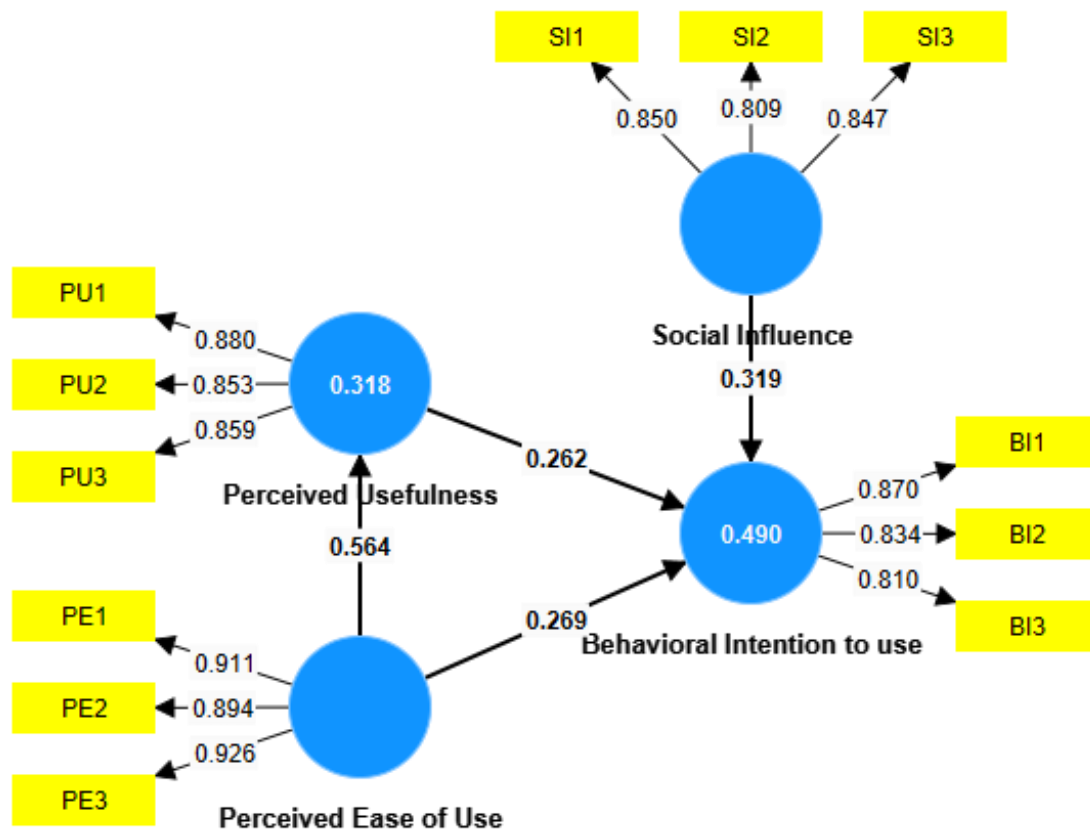 SI1
SI2
SI3
0.850
0.809
0.847
Social Influence
0.319
PU1
PU2
PU3
0.880
0.853
0.859
0.318
Perceived Usefulness
0.262
0.564
0.269
PE1
PE2
PE3
0.911
0.894
0.926
Perceived Ease of Use
0.490
Behavioral Intention to use
0.870
0.834
0.810
BI1
BI2
BI3